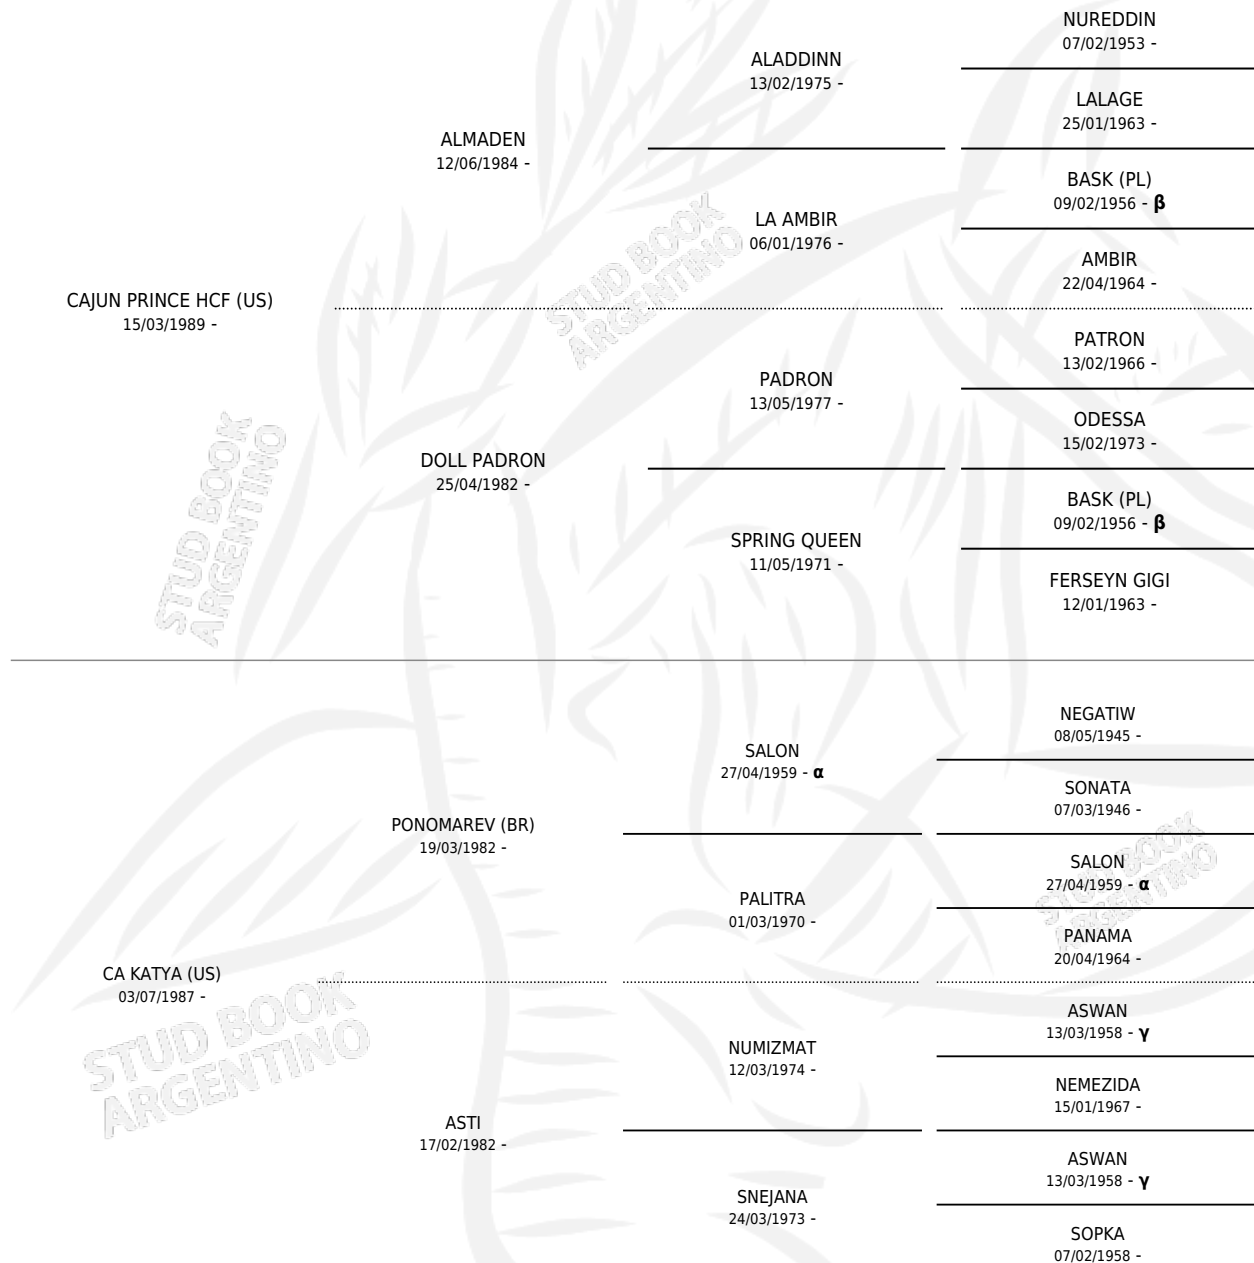 NUREDDIN
07/02/1953 -
ALADDINN
13/02/1975 -
LALAGE
25/01/1963 -
ALMADEN
12/06/1984 -
BASK (PL)
09/02/1956 - β
LA AMBIR
06/01/1976 -
AMBIR
22/04/1964 -
CAJUN PRINCE HCF (US)
15/03/1989 -
PATRON
13/02/1966 -
PADRON
13/05/1977 -
ODESSA
15/02/1973 -
DOLL PADRON
25/04/1982 -
BASK (PL)
09/02/1956 - β
SPRING QUEEN
11/05/1971 -
FERSEYN GIGI
12/01/1963 -
NEGATIW
08/05/1945 -
SALON
27/04/1959 - α
SONATA
07/03/1946 -
PONOMAREV (BR)
19/03/1982 -
SALON
27/04/1959 - α
PALITRA
01/03/1970 -
PANAMA
20/04/1964 -
CA KATYA (US)
03/07/1987 -
ASWAN
13/03/1958 - γ
NUMIZMAT
12/03/1974 -
NEMEZIDA
15/01/1967 -
ASTI
17/02/1982 -
ASWAN
13/03/1958 - γ
SNEJANA
24/03/1973 -
SOPKA
07/02/1958 -
STUD BOOK
ARGENTINO
STUD BOOK
ARGENTINO
STUD BOOK
ARGENTINO
STUD BOOK
ARGENTINO